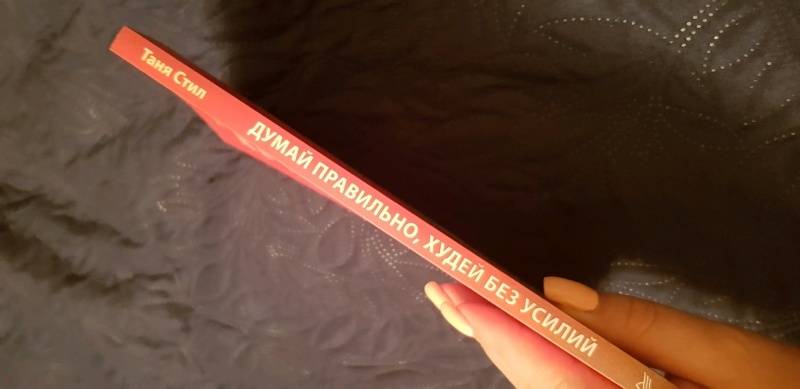 Таня Стил
ДУМАЙ ПРАВИЛЬНО, ХУДЕЙ БЕЗ УСИЛИЙ